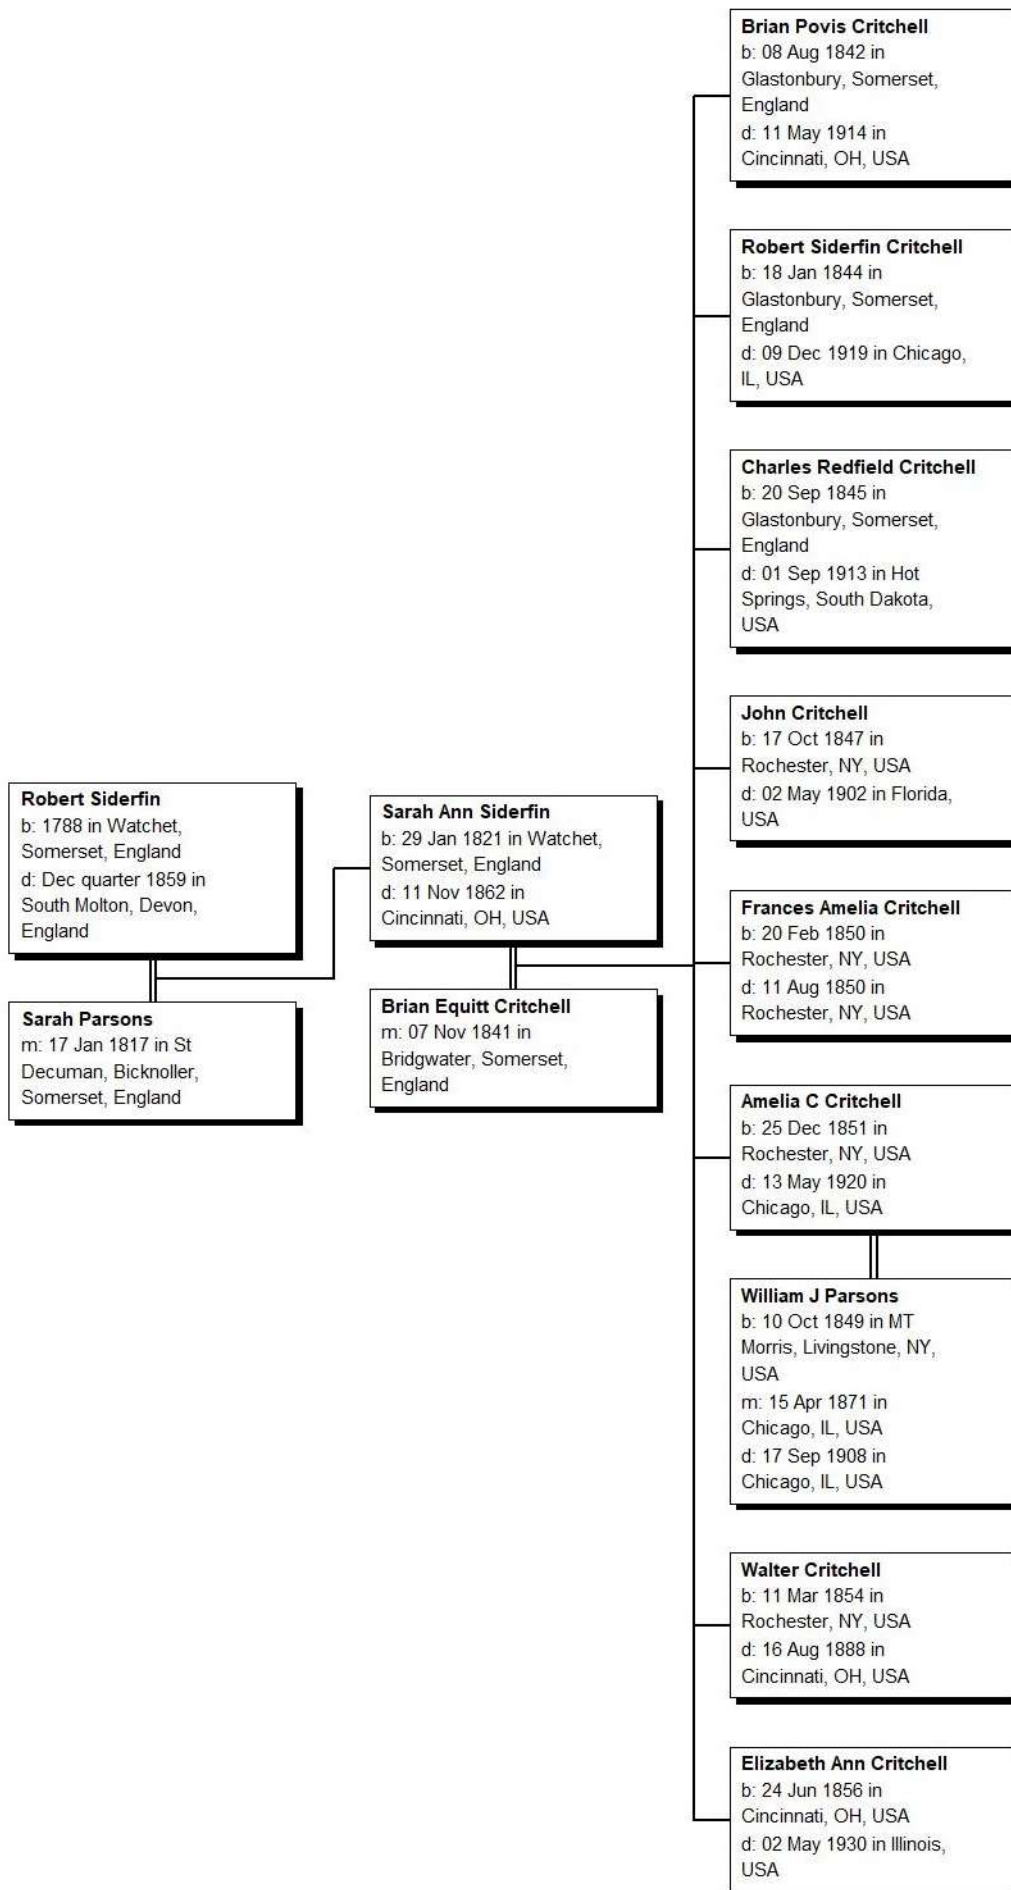 Brian Povis Critchell
b: 08 Aug 1842 in
Glastonbury, Somerset,
England
d: 11 May 1914 in
Cincinnati, OH, USA
Robert Siderfin Critchell
b: 18 Jan 1844 in
Glastonbury, Somerset,
England
d: 09 Dec 1919 in Chicago,
IL, USA
Charles Redfield Critchell
b: 20 Sep 1845 in
Glastonbury, Somerset,
England
d: 01 Sep 1913 in Hot
Springs, South Dakota,
USA
John Critchell
b: 17 Oct 1847 in
Rochester, NY, USA
d: 02 May 1902 in Florida,
USA
Robert Siderfin
b: 1788 in Watchet,
Somerset, England
d: Dec quarter 1859 in
South Molton, Devon,
England
Sarah Parsons
m: 17 Jan 1817 in St
Decuman, Bicknoller,
Somerset, England
Sarah Ann Siderfin
b: 29 Jan 1821 in Watchet,
Somerset, England
d: 11 Nov 1862 in
Cincinnati, OH, USA
Brian Equitt Critchell
m: 07 Nov 1841 in
Bridgwater, Somerset,
England
Frances Amelia Critchell
b: 20 Feb 1850 in
Rochester, NY, USA
d: 11 Aug 1850 in
Rochester, NY, USA
Amelia C Critchell
b: 25 Dec 1851 in
Rochester, NY, USA
d: 13 May 1920 in
Chicago, IL, USA
William J Parsons
b: 10 Oct 1849 in MT
Morris, Livingstone, NY,
USA
m: 15 Apr 1871 in
Chicago, IL, USA
d: 17 Sep 1908 in
Chicago, IL, USA
Walter Critchell
b: 11 Mar 1854 in
Rochester, NY, USA
d: 16 Aug 1888 in
Cincinnati, OH, USA
Elizabeth Ann Critchell
b: 24 Jun 1856 in
Cincinnati, OH, USA
d: 02 May 1930 in Illinois,
USA